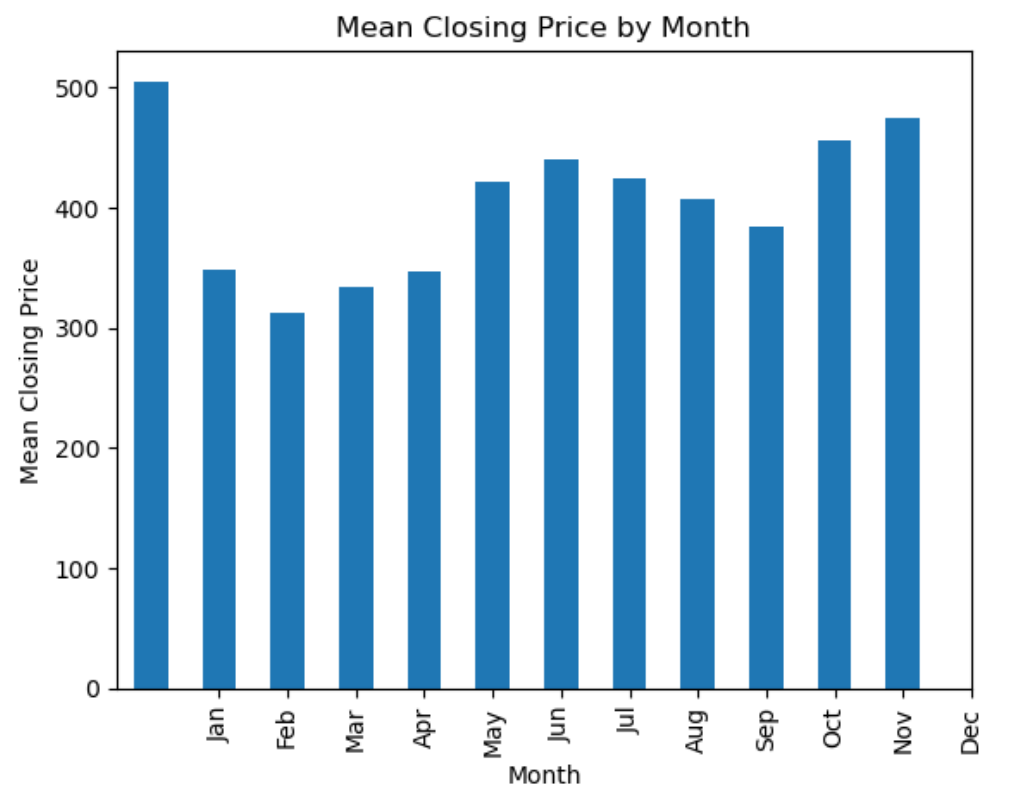 Mean Closing Price by Month
Mean Closing Price
500
400
300
200
100
0
Jan
Feb
Mar
Apr
May
Jun
Jul
Aug
Sep
Oct
Nov
Dec
Month